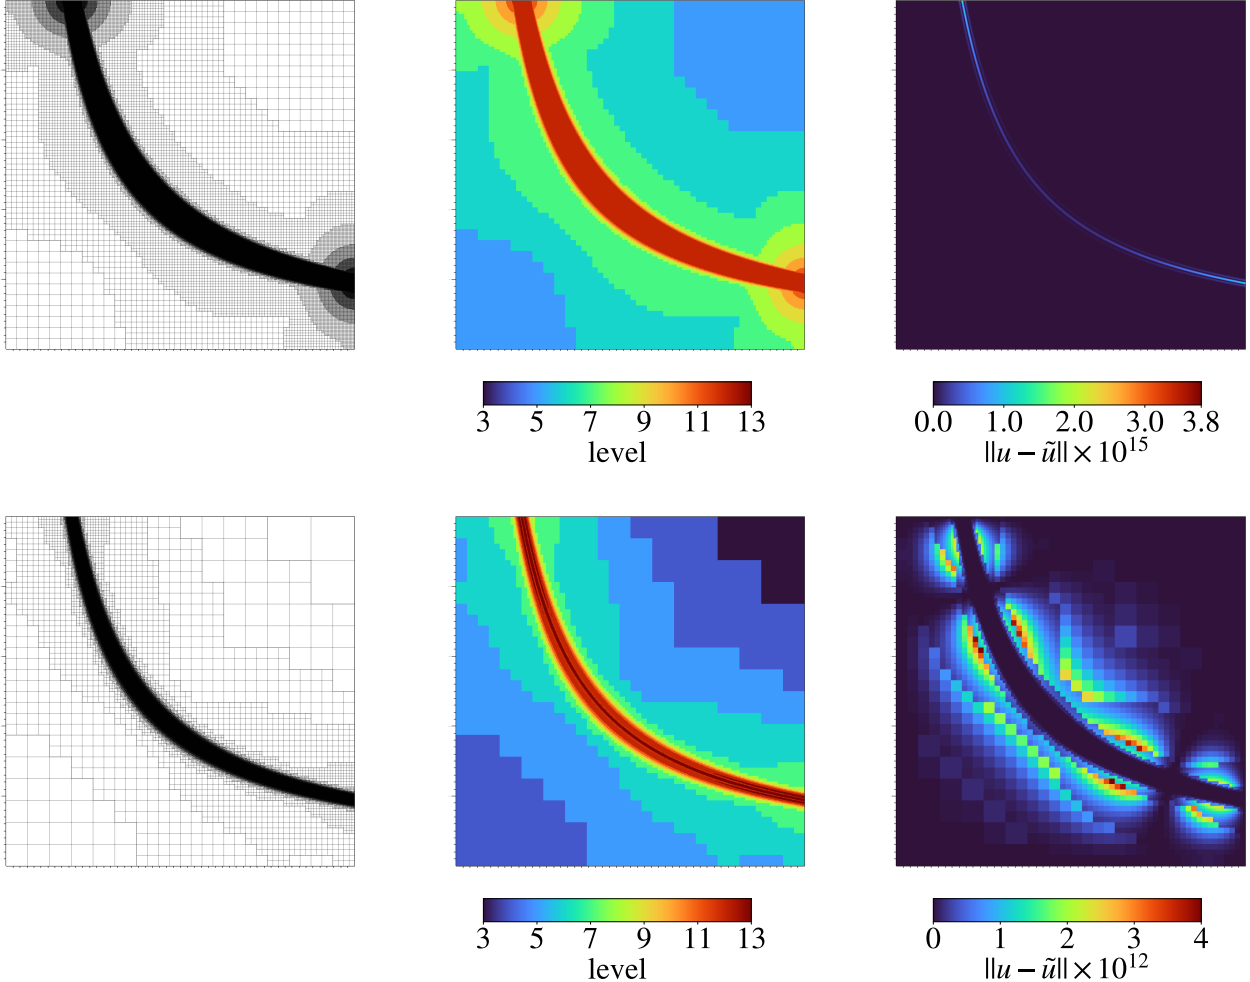 3 5 7 9 11 13
level
0.0 1.0 2.0 3.0 3.8
||u − ũ|| × 10¹⁵
3 5 7 9 11 13
level
0 1 2 3 4
||u − ũ|| × 10¹²